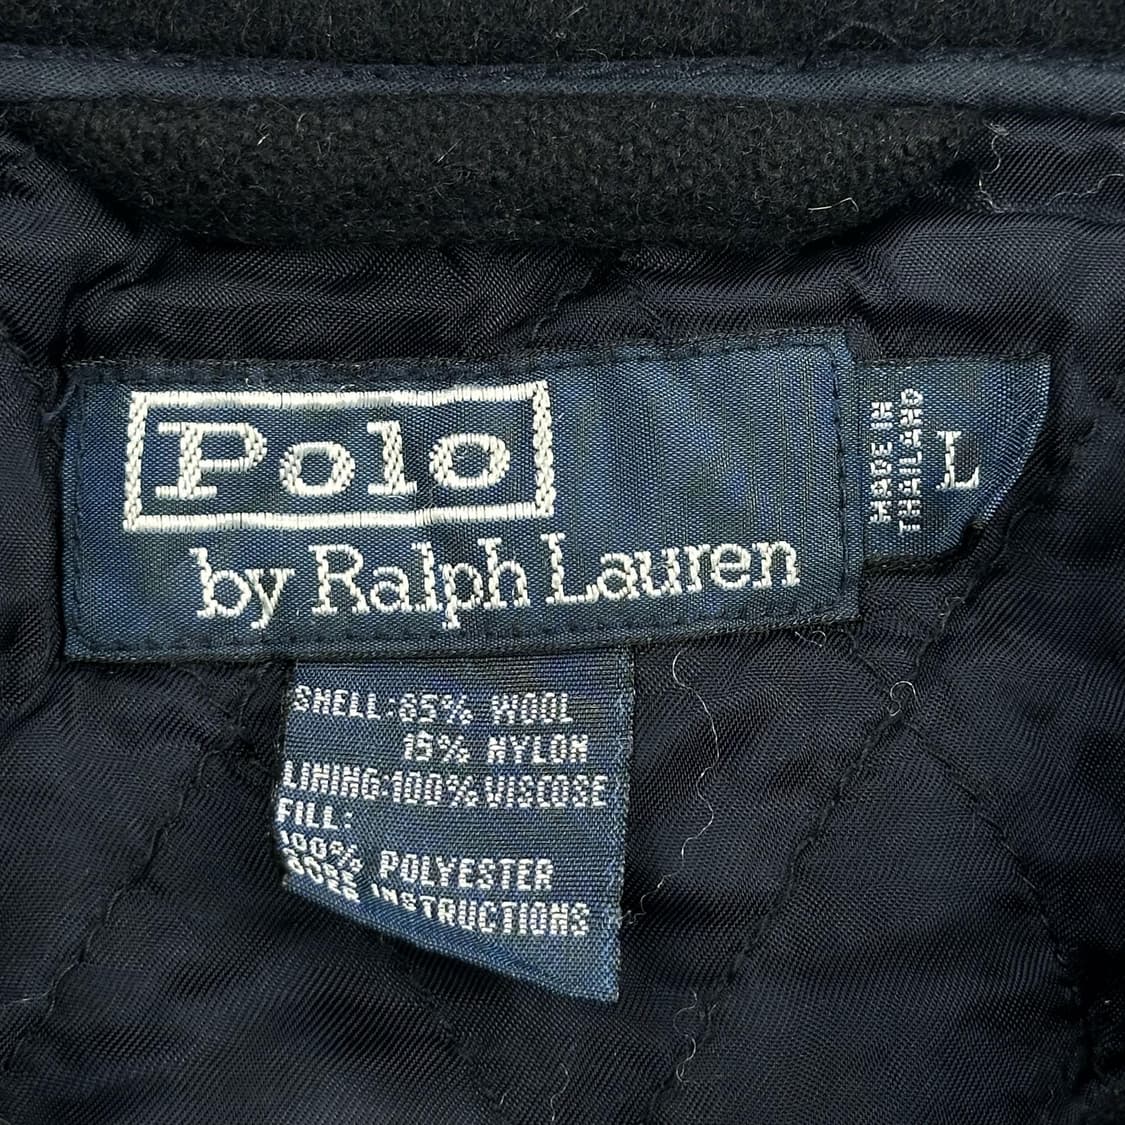 Polo
by Ralph Lauren
MADE IN
THAILAND
L
SHELL:85% WOOL
15% NYLON
LINING:100% VISCOSE
FILL:
100% POLYESTER
INSTRUCTIONS